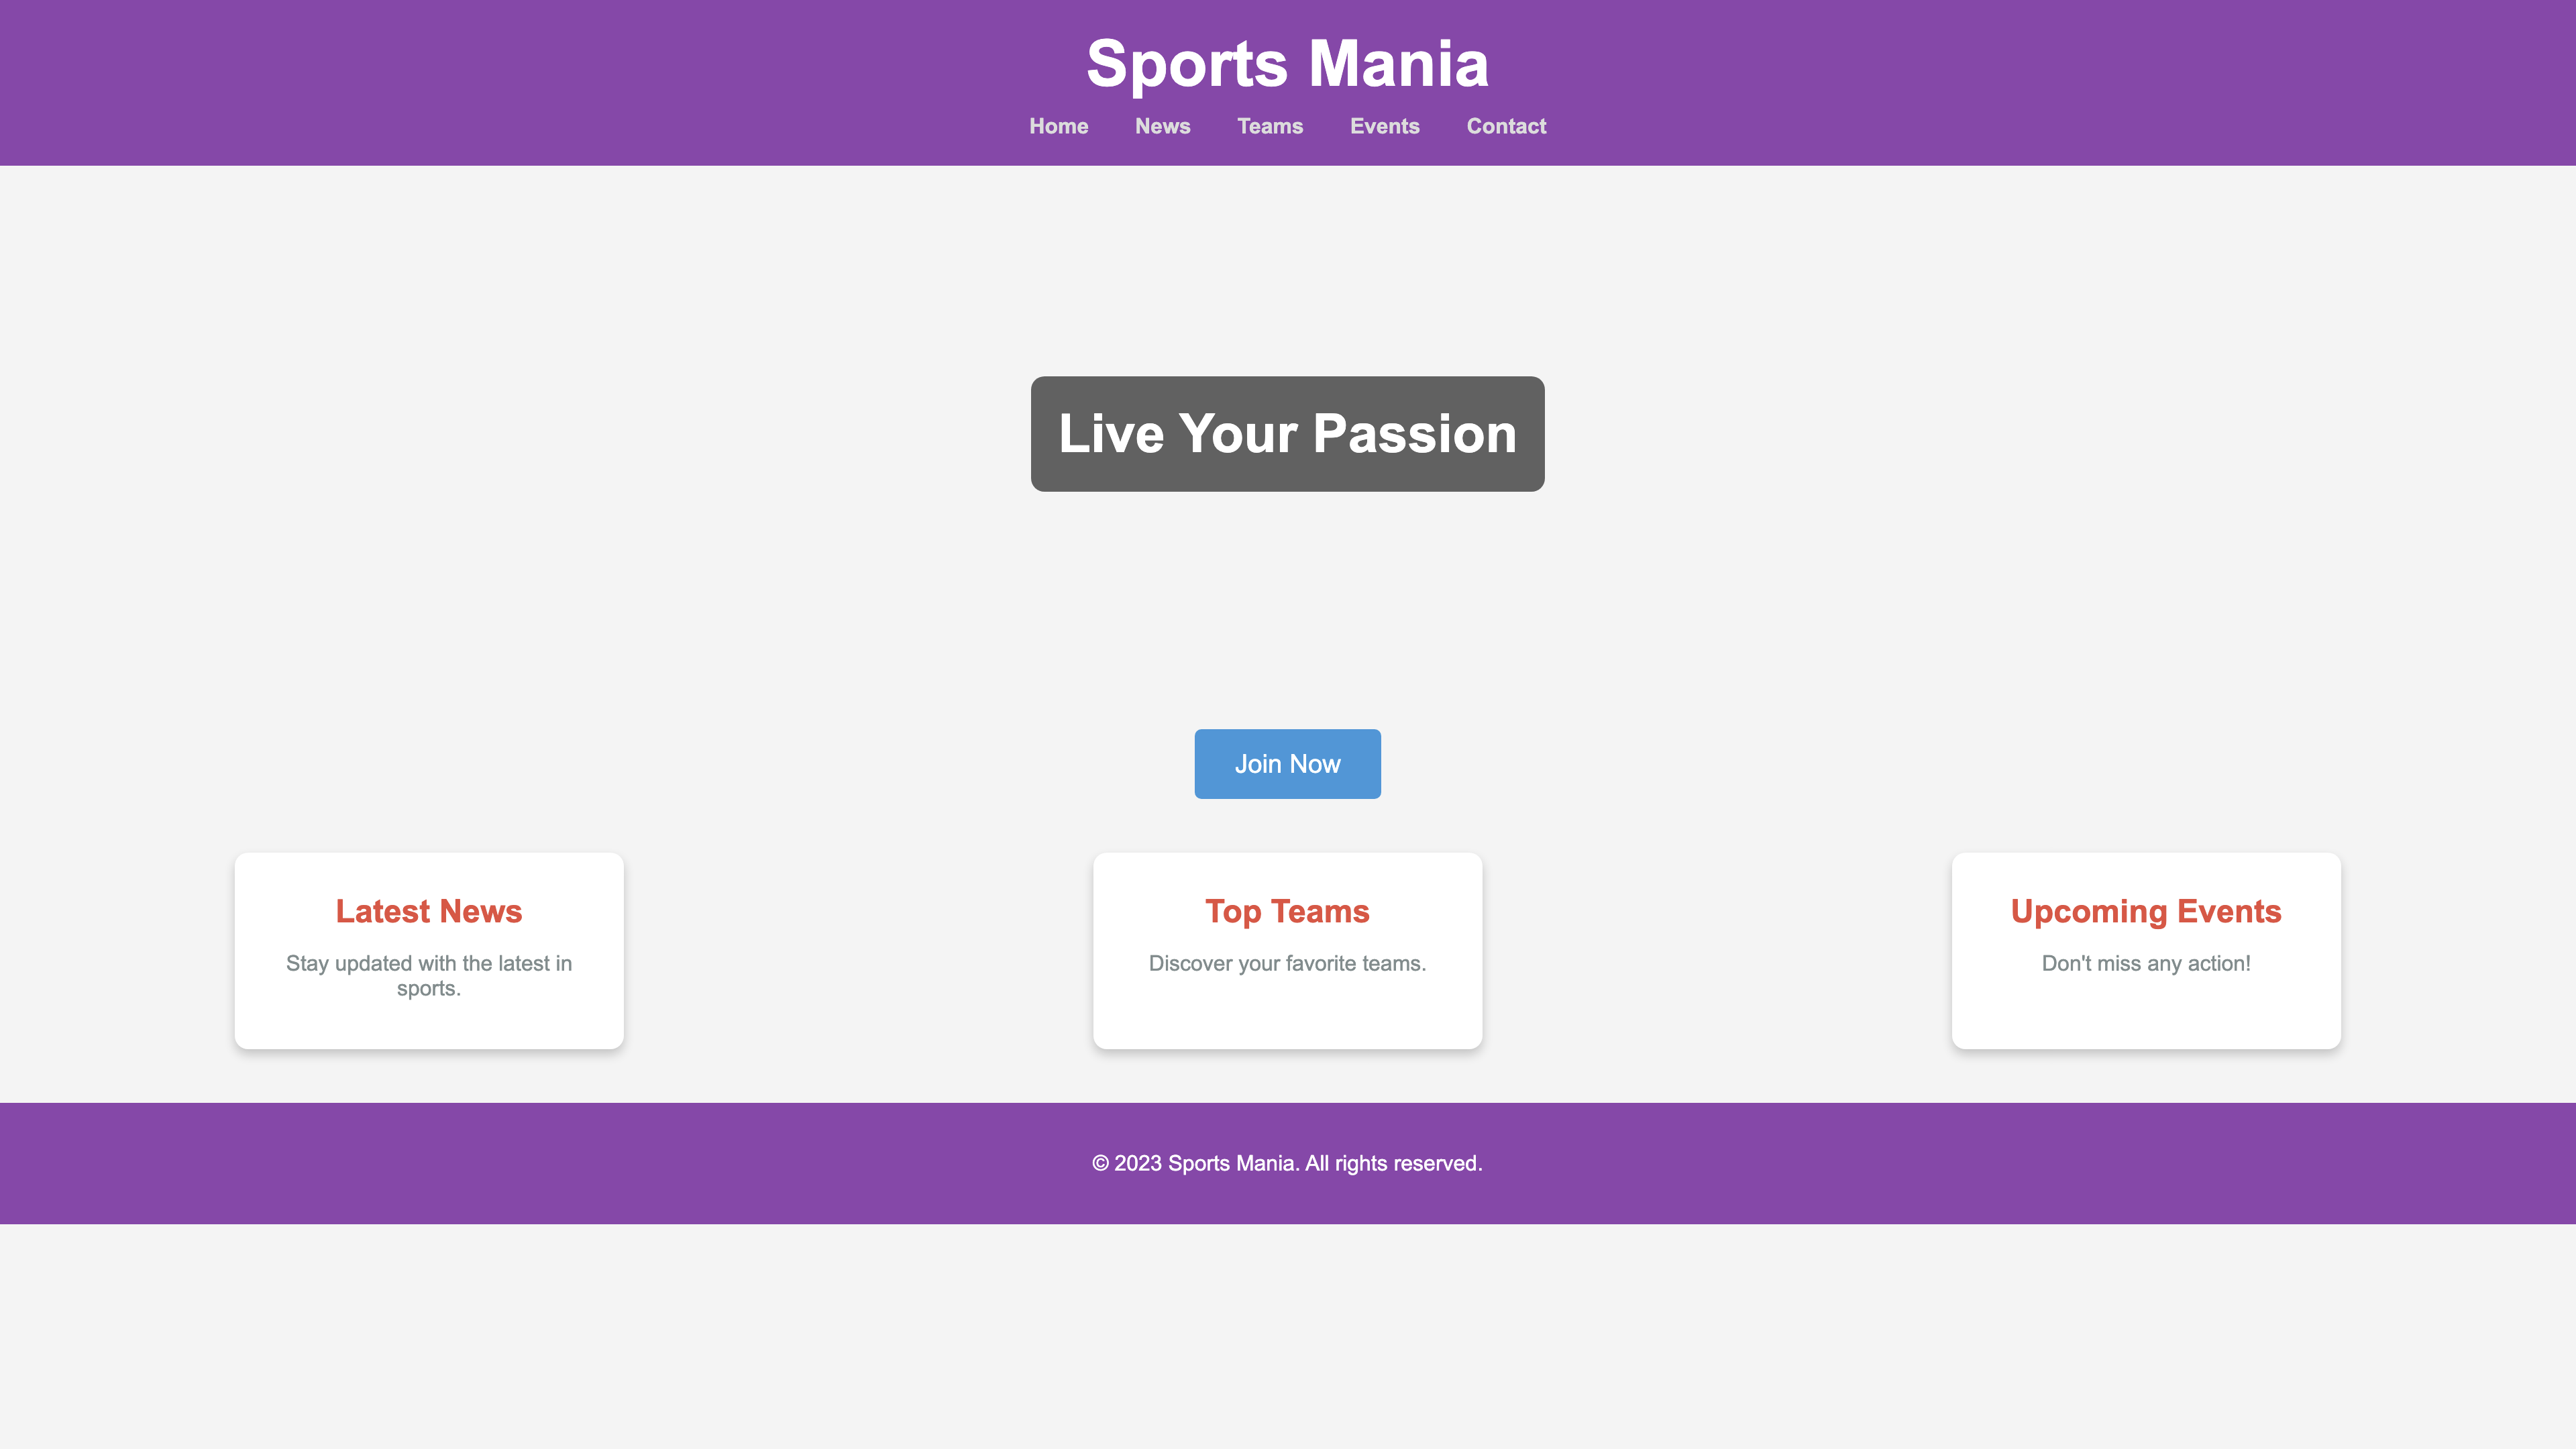 Sports Mania
Home News Teams Events Contact
Live Your Passion
Join Now
Latest News
Stay updated with the latest in
sports.
Top Teams
Discover your favorite teams.
Upcoming Events
Don't miss any action!
© 2023 Sports Mania. All rights reserved.